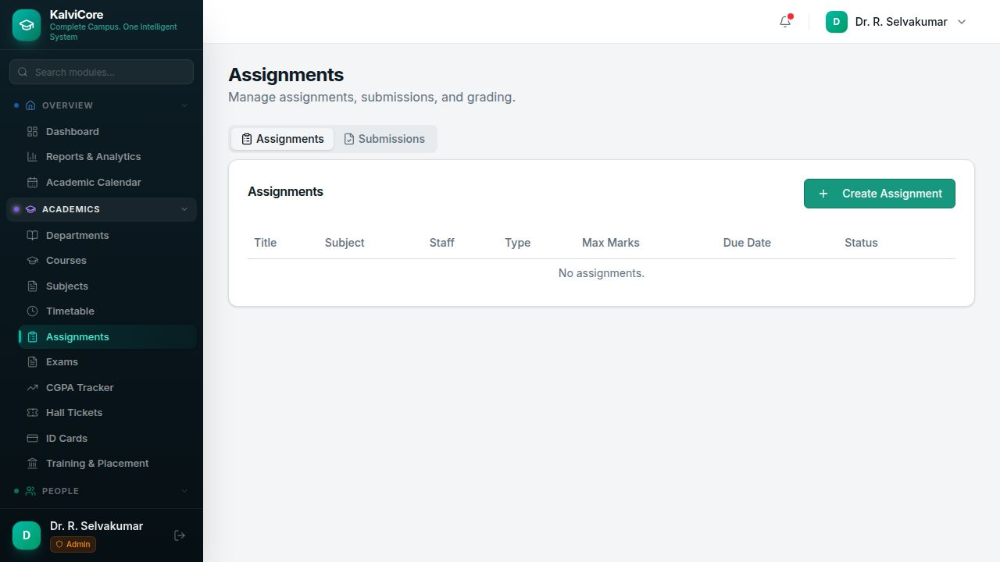 KalviCore
Complete Campus. One Intelligent
System
Search modules...
OVERVIEW
Dashboard
Reports & Analytics
Academic Calendar
ACADEMICS
Departments
Courses
Subjects
Timetable
Assignments
Exams
CGPA Tracker
Hall Tickets
ID Cards
Training & Placement
PEOPLE
D
Dr. R. Selvakumar
Admin
D Dr. R. Selvakumar
Assignments
Manage assignments, submissions, and grading.
Assignments Submissions
Assignments
Create Assignment
Title Subject Staff Type Max Marks Due Date Status
No assignments.